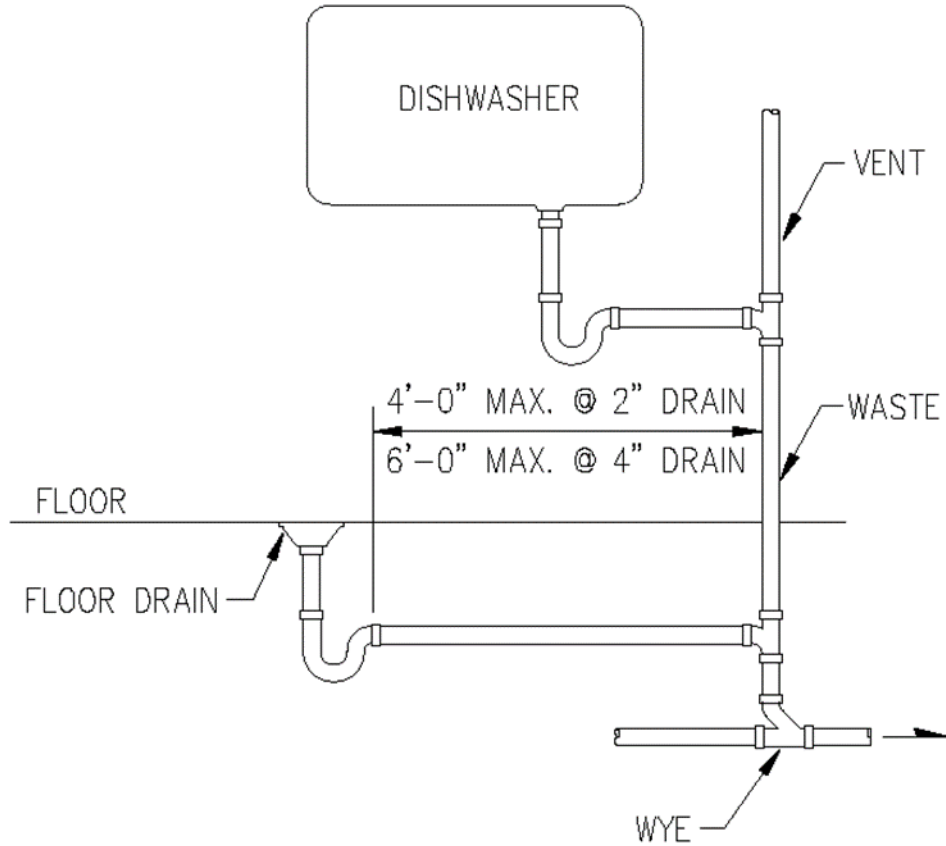 DISHWASHER
VENT
4'-0" MAX. @ 2" DRAIN
WASTE
6'-0" MAX. @ 4" DRAIN
FLOOR
FLOOR DRAIN
WYE